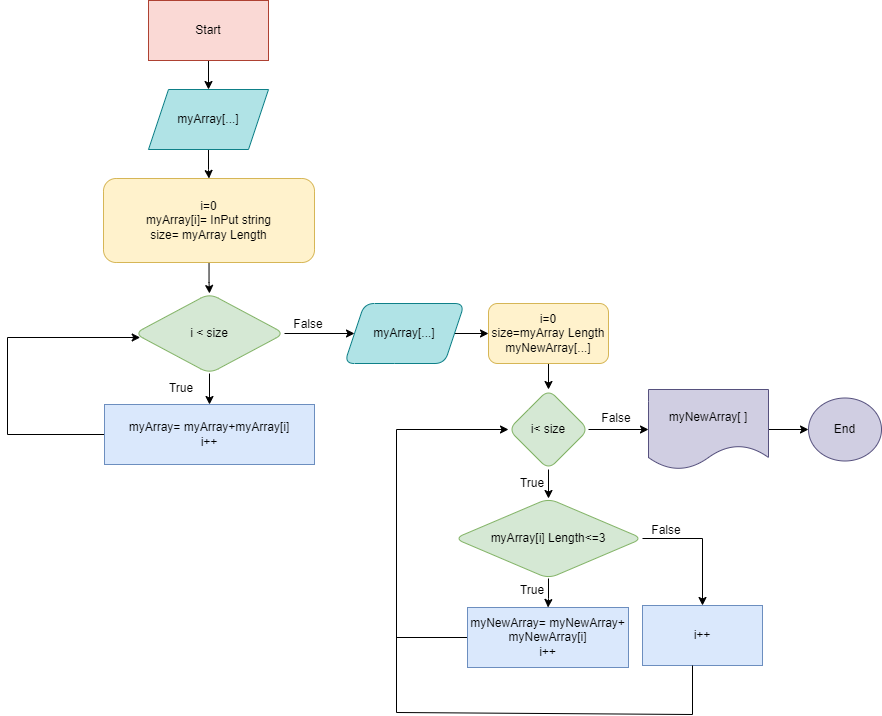 Start
myArray[...]
i=0
myArray[i]= InPut string
size= myArray Length
i < size
False
True
myArray= myArray+myArray[i]
i++
myArray[...]
i=0
size=myArray Length
myNewArray[...]
i< size
False
myNewArray[ ]
End
True
myArray[i] Length<=3
False
True
myNewArray= myNewArray+
myNewArray[i]
i++
i++